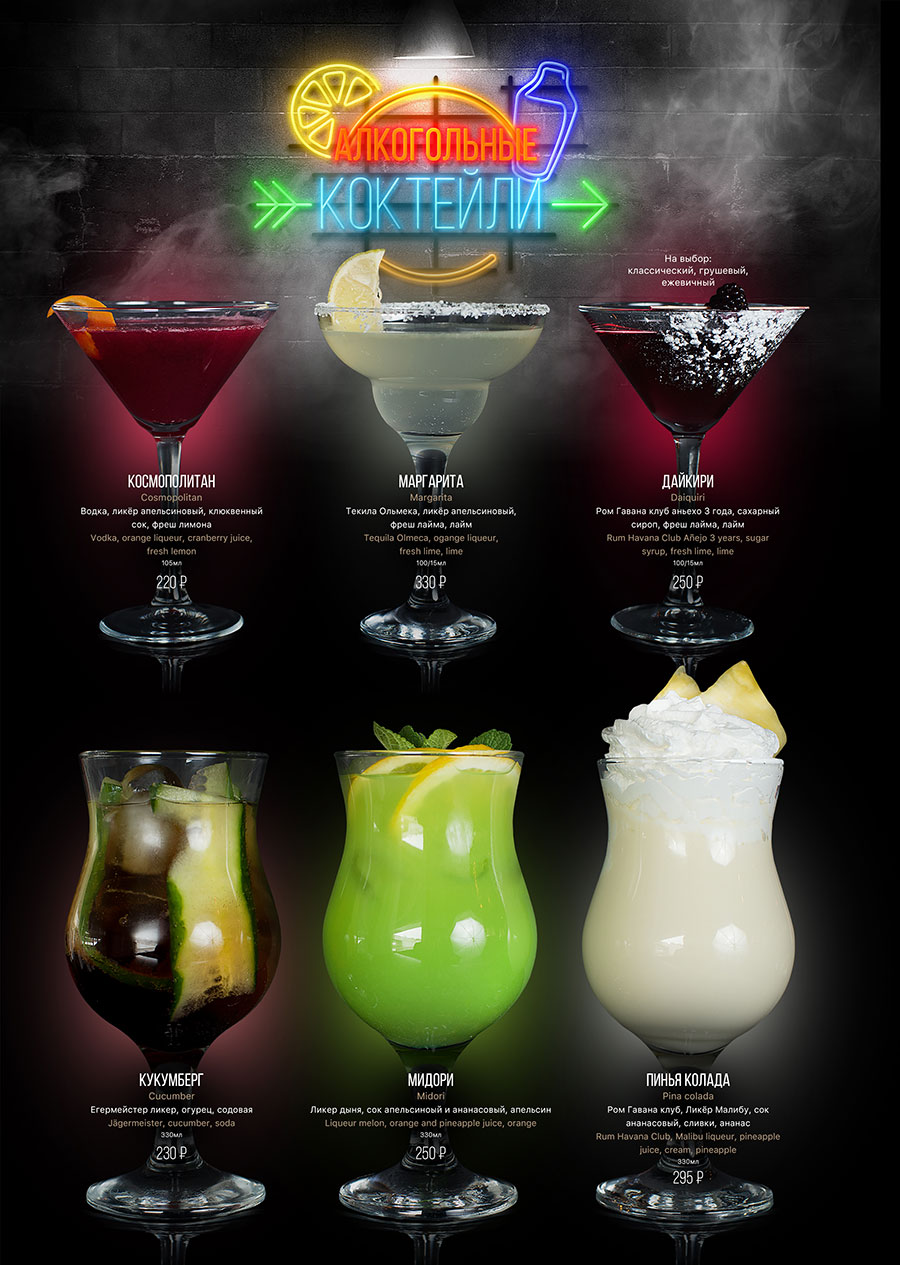 АЛКОГОЛЬНЫЕ
КОКТЕЙЛИ
На выбор:
классический, грушевый,
ежевичный
КОСМОПОЛИТАН
Cosmopolitan
Водка, ликёр апельсиновый, клюквенный
сок, фреш лимона
Vodka, orange liqueur, cranberry juice,
fresh lemon
105мл
220 ₽
МАРГАРИТА
Margarita
Текила Ольмека, ликёр апельсиновый,
фреш лайма, лайм
Tequila Olmeca, ogange liqueur,
fresh lime, lime
100/15мл
330 ₽
ДАЙКИРИ
Daiquiri
Ром Гавана клуб аньехо 3 года, сахарный
сироп, фреш лайма, лайм
Rum Havana Club Añejo 3 years, sugar
syrup, fresh lime, lime
100/15мл
250 ₽
КУКУМБЕРГ
Cucumber
Егермейстер ликер, огурец, содовая
Jägermeister, cucumber, soda
330мл
230 ₽
МИДОРИ
Midori
Ликер дыня, сок апельсиноый и ананасовый, апельсин
Liqueur melon, orange and pineapple juice, orange
330мл
250 ₽
ПИНЬЯ КОЛАДА
Pina colada
Ром Гавана клуб, Ликёр Малибу, сок
ананасовый, сливки, ананас
Rum Havana Club, Malibu liqueur, pineapple
juice, cream, pineapple
330мл
295 ₽